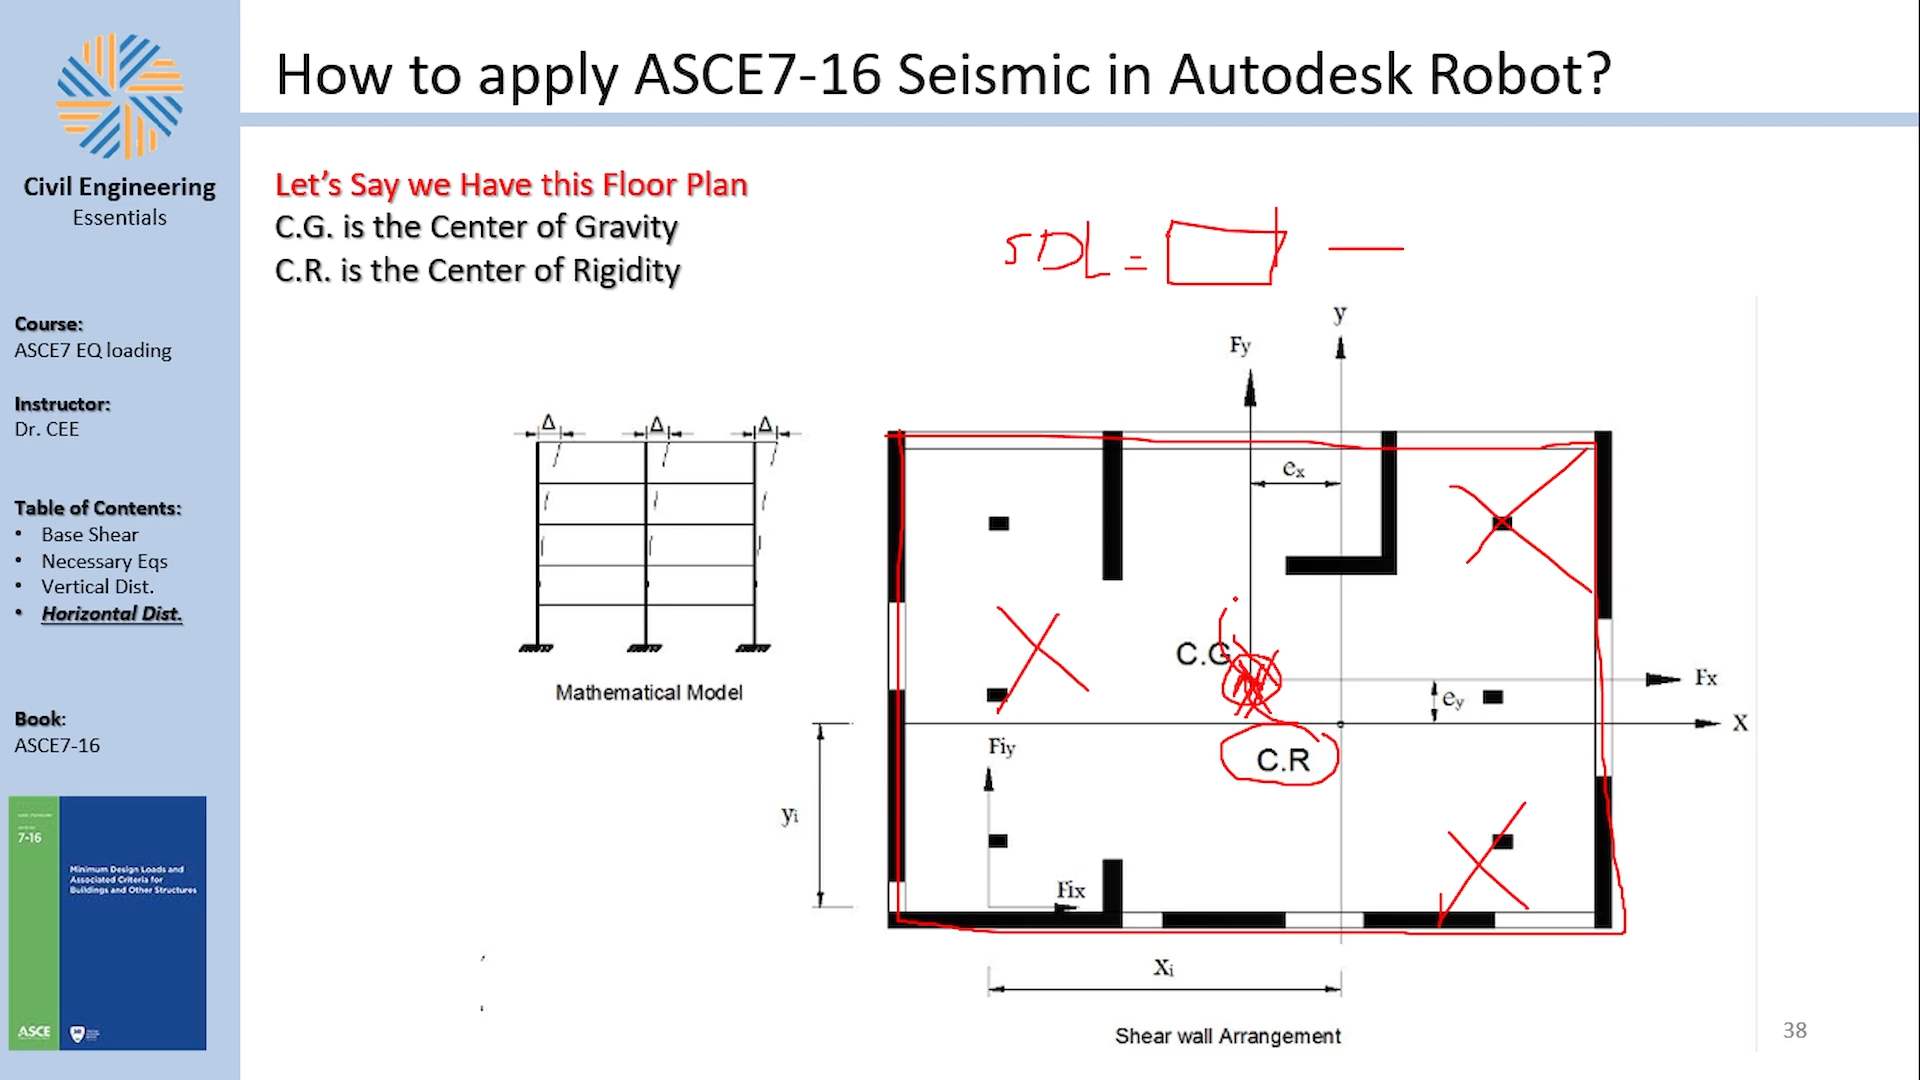 How to apply ASCE7-16 Seismic in Autodesk Robot?
Civil Engineering
Essentials
Course:
ASCE7 EQ loading
Instructor:
Dr. CEE
Table of Contents:
• Base Shear
• Necessary Eqs
• Vertical Dist.
• Horizontal Dist.
Book:
ASCE7-16
7-16
Minimum Design Loads and
Associated Criteria for
Buildings and Other Structures
ASCE
Let's Say we Have this Floor Plan
C.G. is the Center of Gravity
C.R. is the Center of Rigidity
SDL =
Δ Δ Δ
Mathematical Model
y
Fy
ex
C.G
Fx
ey
X
C.R
Fiy
yi
Fix
Xi
Shear wall Arrangement
38